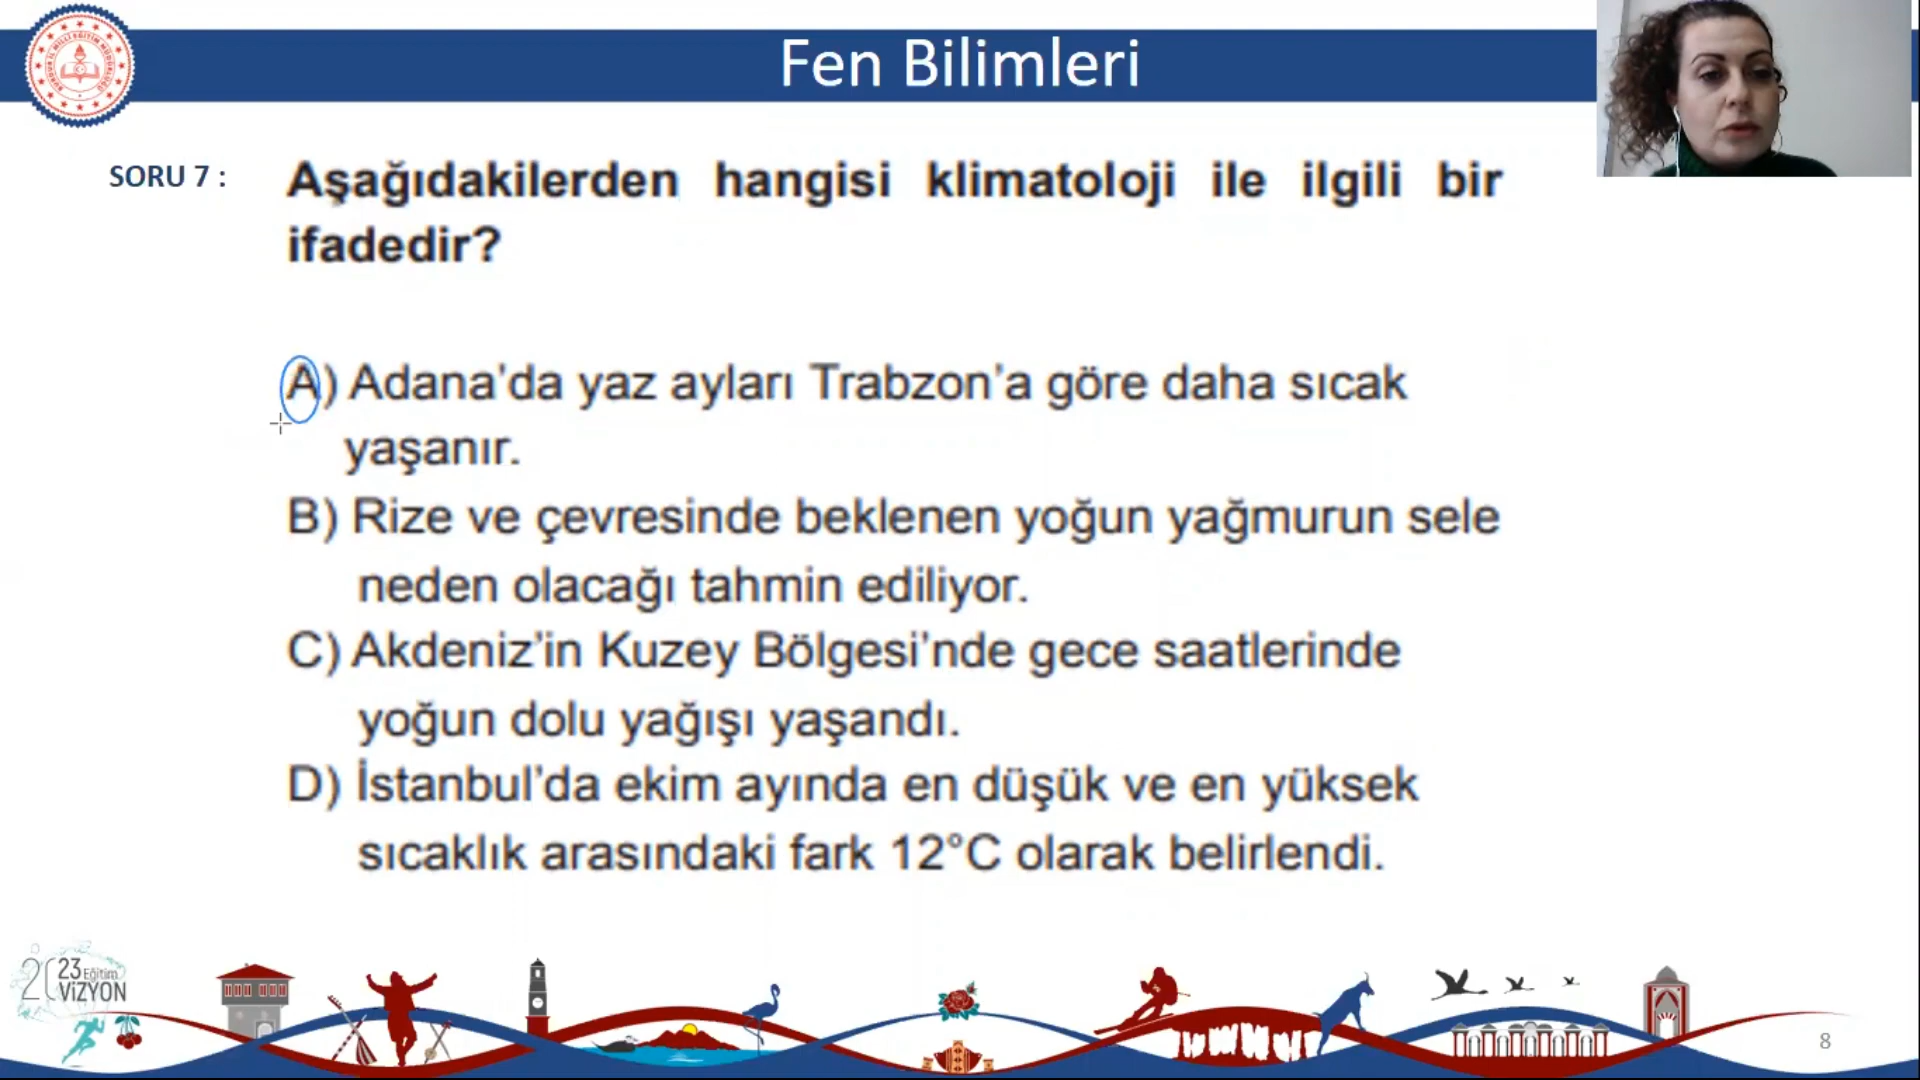 Fen Bilimleri
SORU 7 :
Aşağıdakilerden hangisi klimatoloji ile ilgili bir
ifadedir?
A) Adana'da yaz ayları Trabzon'a göre daha sıcak
yaşanır.
B) Rize ve çevresinde beklenen yoğun yağmurun sele
neden olacağı tahmin ediliyor.
C) Akdeniz'in Kuzey Bölgesi'nde gece saatlerinde
yoğun dolu yağışı yaşandı.
D) İstanbul'da ekim ayında en düşük ve en yüksek
sıcaklık arasındaki fark 12°C olarak belirlendi.
2023 Eğitim
VİZYON
8